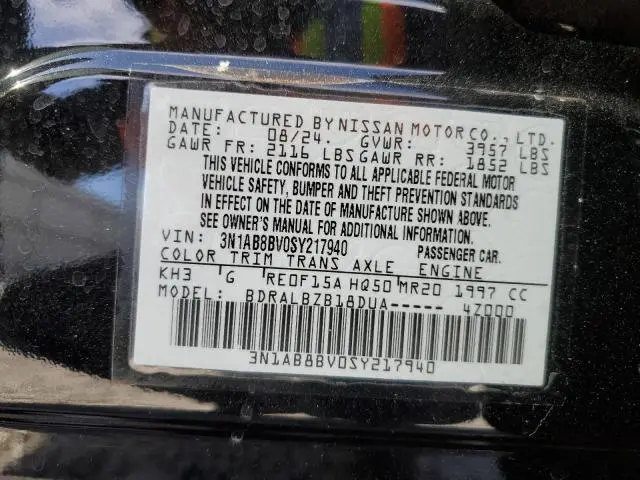 MANUFACTURED BY NISSAN MOTOR CO., LTD.
DATE: 08/24. GVWR: 3957 LBS
GAWR FR: 2116 LBS GAWR RR: 1852 LBS
THIS VEHICLE CONFORMS TO ALL APPLICABLE FEDERAL MOTOR
VEHICLE SAFETY, BUMPER AND THEFT PREVENTION STANDARDS
IN EFFECT ON THE DATE OF MANUFACTURE SHOWN ABOVE.
SEE OWNER'S MANUAL FOR ADDITIONAL INFORMATION.
VIN: 3N1AB8BV0SY217940 PASSENGER CAR.
COLOR TRIM TRANS AXLE ENGINE
KH3 G RE0F15A HQ50 MR20 1997 CC
MODEL: BDRALBZB18DUA----- 4Z000
3N1AB8BV0SY217940